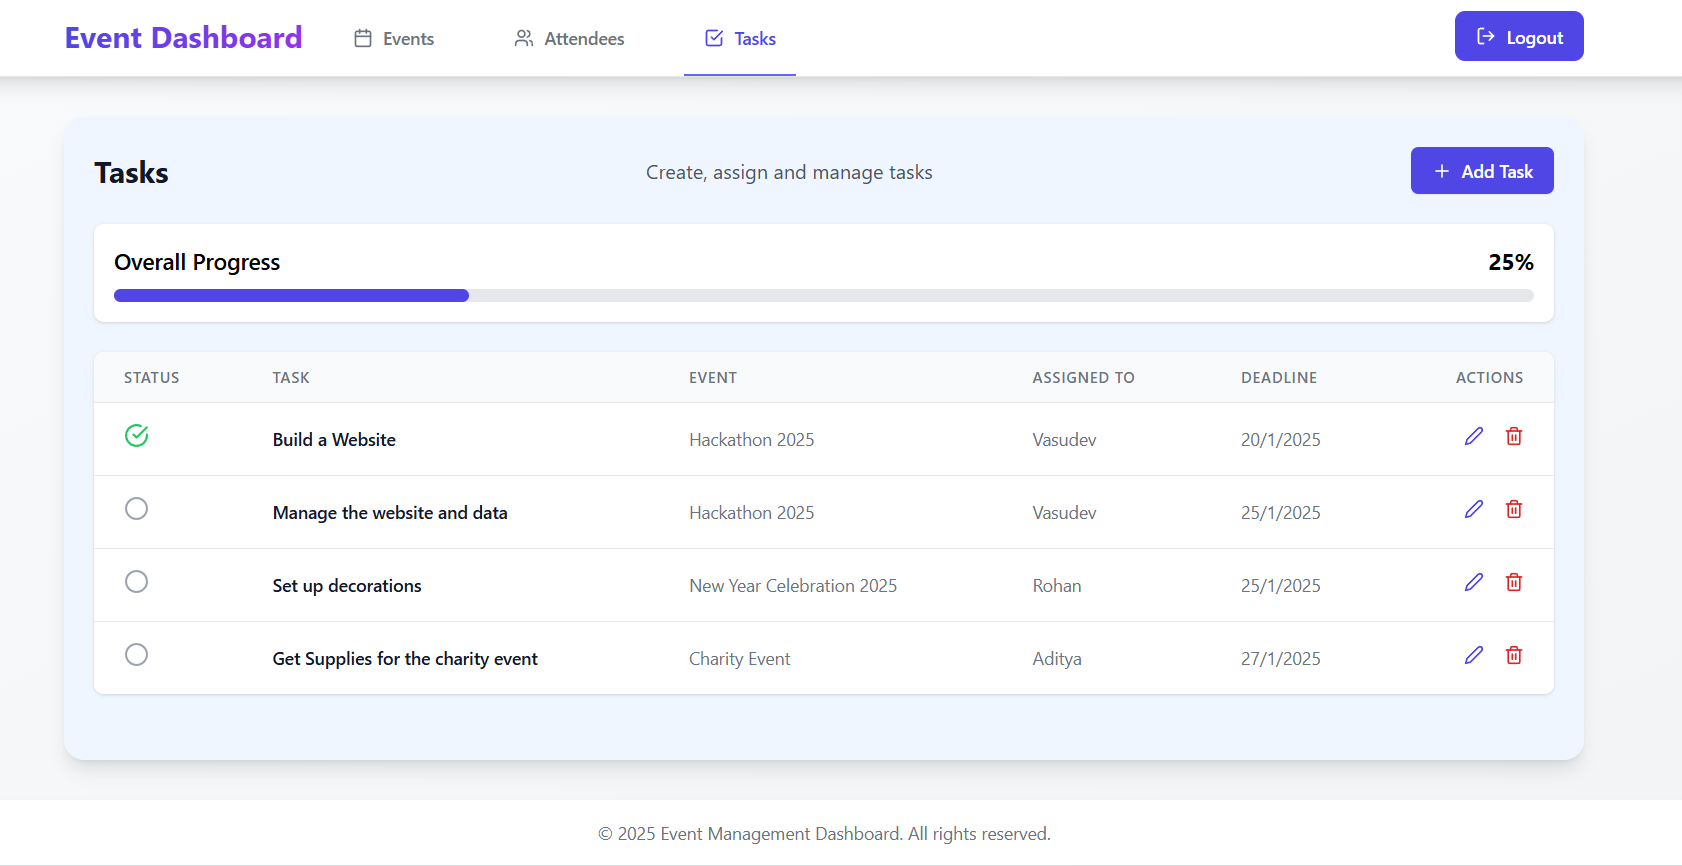 Event Dashboard Events Attendees Tasks Logout
Tasks Create, assign and manage tasks Add Task
Overall Progress 25%
STATUS TASK EVENT ASSIGNED TO DEADLINE ACTIONS
Build a Website Hackathon 2025 Vasudev 20/1/2025
Manage the website and data Hackathon 2025 Vasudev 25/1/2025
Set up decorations New Year Celebration 2025 Rohan 25/1/2025
Get Supplies for the charity event Charity Event Aditya 27/1/2025
© 2025 Event Management Dashboard. All rights reserved.